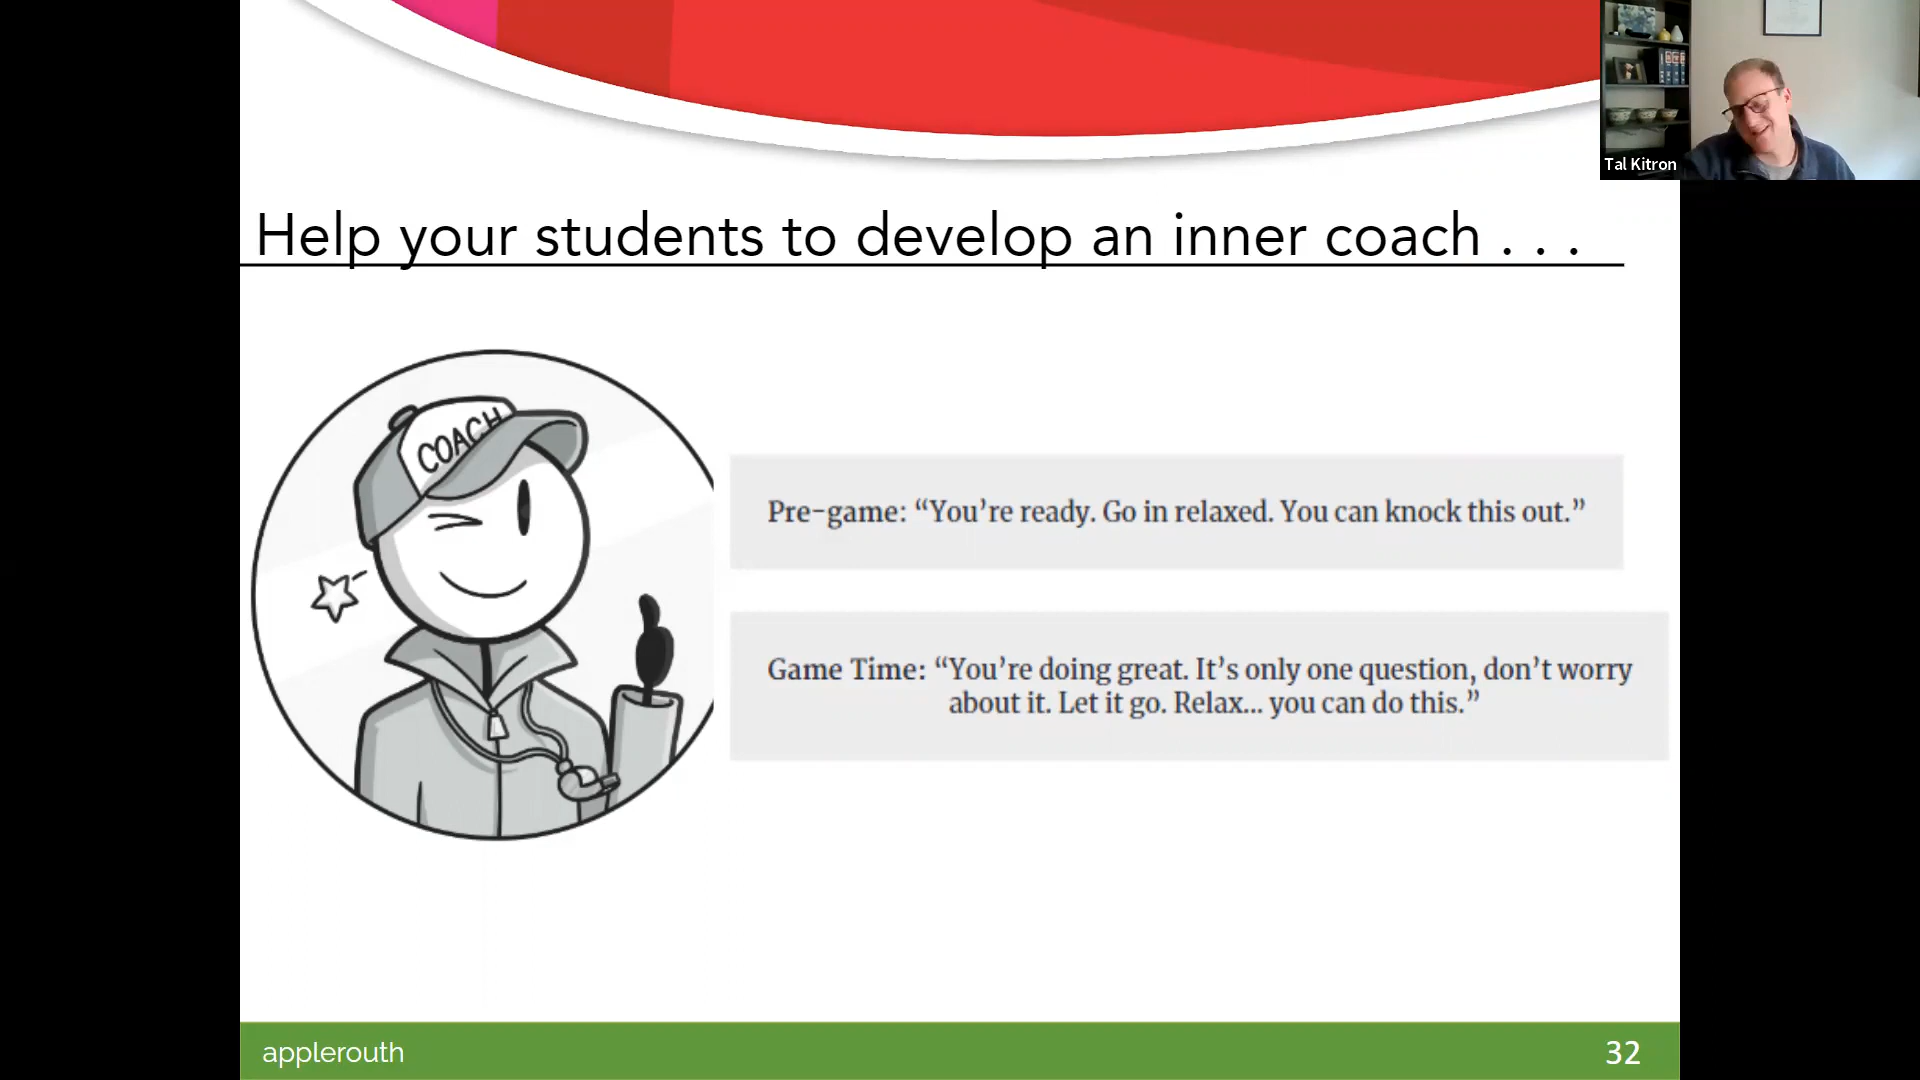 Tal Kitron
Help your students to develop an inner coach . . .
COACH
Pre-game: “You’re ready. Go in relaxed. You can knock this out.”
Game Time: “You’re doing great. It’s only one question, don’t worry
about it. Let it go. Relax... you can do this.”
applerouth
32